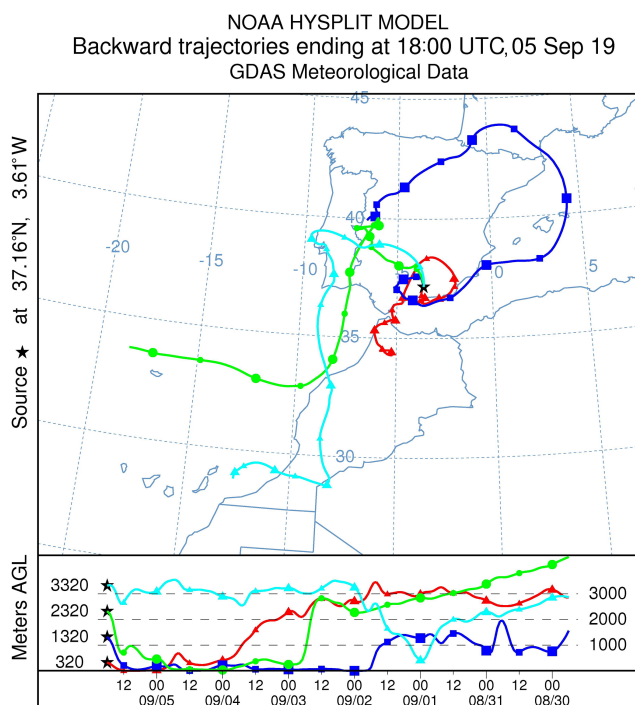 NOAA HYSPLIT MODEL
Backward trajectories ending at 18:00 UTC, 05 Sep 19
GDAS Meteorological Data
Source ★ at 37.16°N, 3.61°W
45
40
-20
-15
-10
0
5
35
30
Meters AGL
3320
2320
1320
320
3000
2000
1000
12 00 12 00 12 00 12 00 12 00 12 00 12 00
09/05 09/04 09/03 09/02 09/01 08/31 08/30